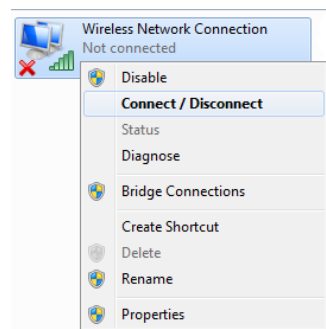 Wireless Network Connection
Not connected
Disable
Connect / Disconnect
Status
Diagnose
Bridge Connections
Create Shortcut
Delete
Rename
Properties